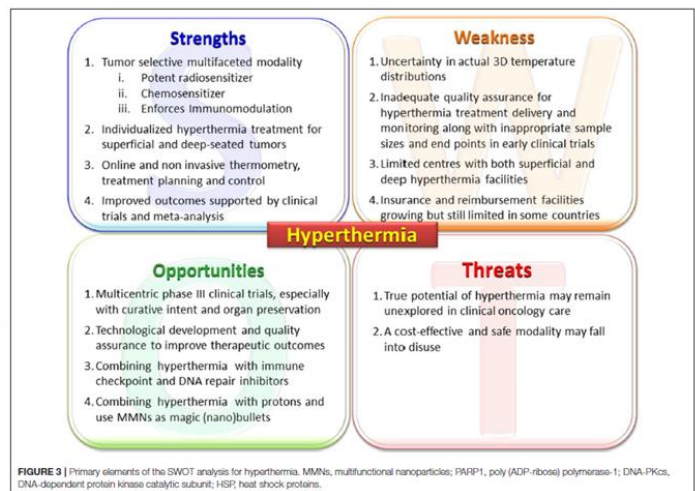 Strengths
1. Tumor selective multifaceted modality
i. Potent radiosensitizer
ii. Chemosensitizer
iii. Enforces Immunomodulation
2. Individualized hyperthermia treatment for
superficial and deep-seated tumors
3. Online and non invasive thermometry,
treatment planning and control
4. Improved outcomes supported by clinical
trials and meta-analysis
Weakness
1. Uncertainty in actual 3D temperature
distributions
2. Inadequate quality assurance for
hyperthermia treatment delivery and
monitoring along with inappropriate sample
sizes and end points in early clinical trials
3. Limited centres with both superficial and
deep hyperthermia facilities
4. Insurance and reimbursement facilities
growing but still limited in some countries
Hyperthermia
Opportunities
1. Multicentric phase III clinical trials, especially
with curative intent and organ preservation
2. Technological development and quality
assurance to improve therapeutic outcomes
3. Combining hyperthermia with immune
checkpoint and DNA repair inhibitors
4. Combining hyperthermia with protons and
use MMNs as magic (nano)bullets
Threats
1. True potential of hyperthermia may remain
unexplored in clinical oncology care
2. A cost-effective and safe modality may fall
into disuse
S
W
O
T
FIGURE 3 | Primary elements of the SWOT analysis for hyperthermia. MMNs, multifunctional nanoparticles; PARP1, poly (ADP-ribose) polymerase-1; DNA-PKcs,
DNA-dependent protein kinase catalytic subunit; HSP, heat shock proteins.